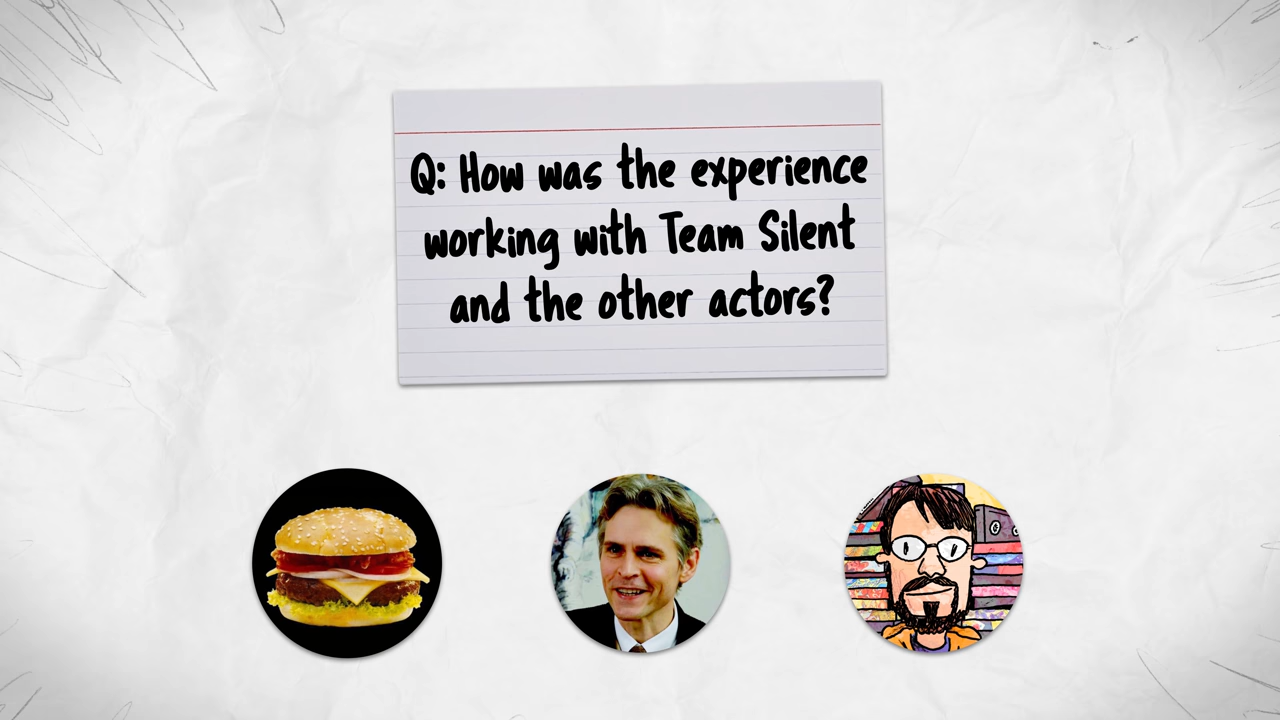 Q: How was the experience
working with Team Silent
and the other actors?